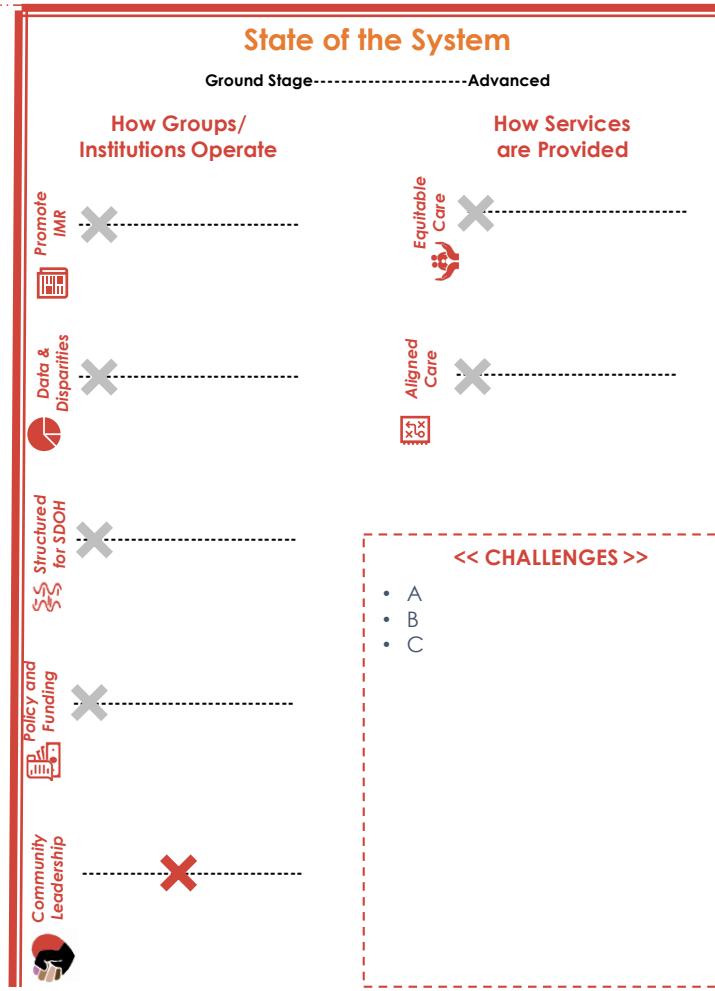 State of the System
Ground Stage-----------------------Advanced
How Groups/
Institutions Operate
Promote
IMR
Data &
Disparities
Structured
for SDOH
Policy and
Funding
Community
Leadership
How Services
are Provided
Equitable
Care
Aligned
Care
<< CHALLENGES >>
• A
• B
• C